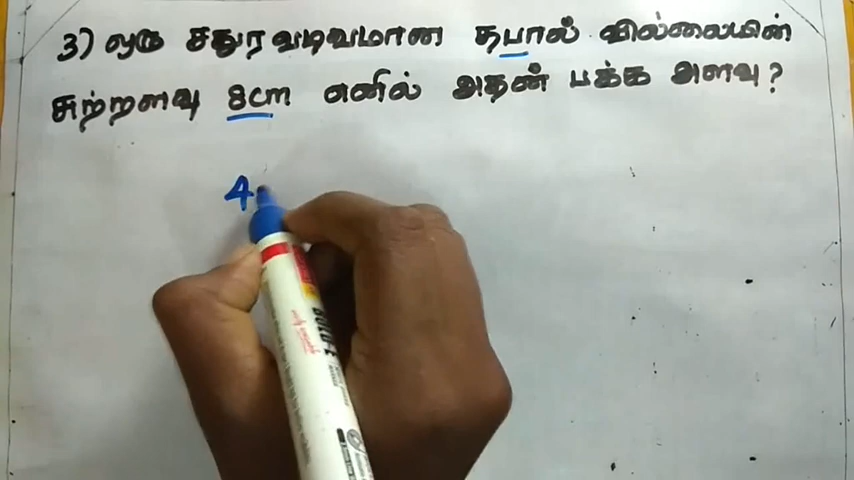 3) ஒரு சதுர வடிவமான தபால் வில்லையின்
சுற்றளவு 8cm எனில் அதன் பக்க அளவு?
4